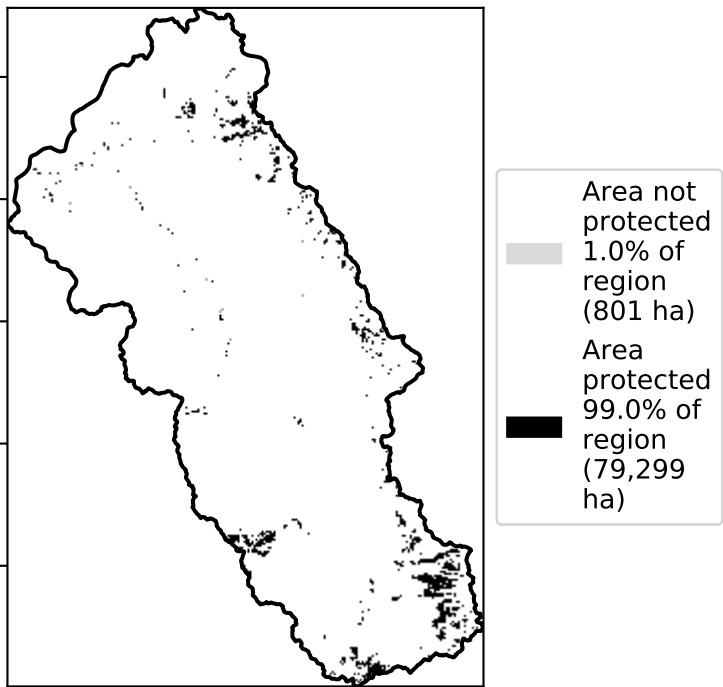 Area not
protected
1.0% of
region
(801 ha)
Area
protected
99.0% of
region
(79,299
ha)